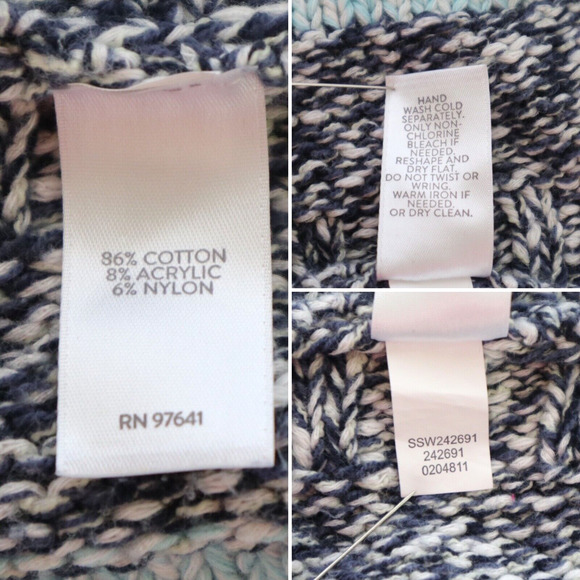 86% COTTON
8% ACRYLIC
6% NYLON
RN 97641
HAND
WASH COLD
SEPARATELY.
ONLY NON-
CHLORINE
BLEACH IF
NEEDED.
RESHAPE AND
DRY FLAT.
DO NOT TWIST OR
WRING.
WARM IRON IF
NEEDED.
OR DRY CLEAN.
SSW242691
242691
0204811